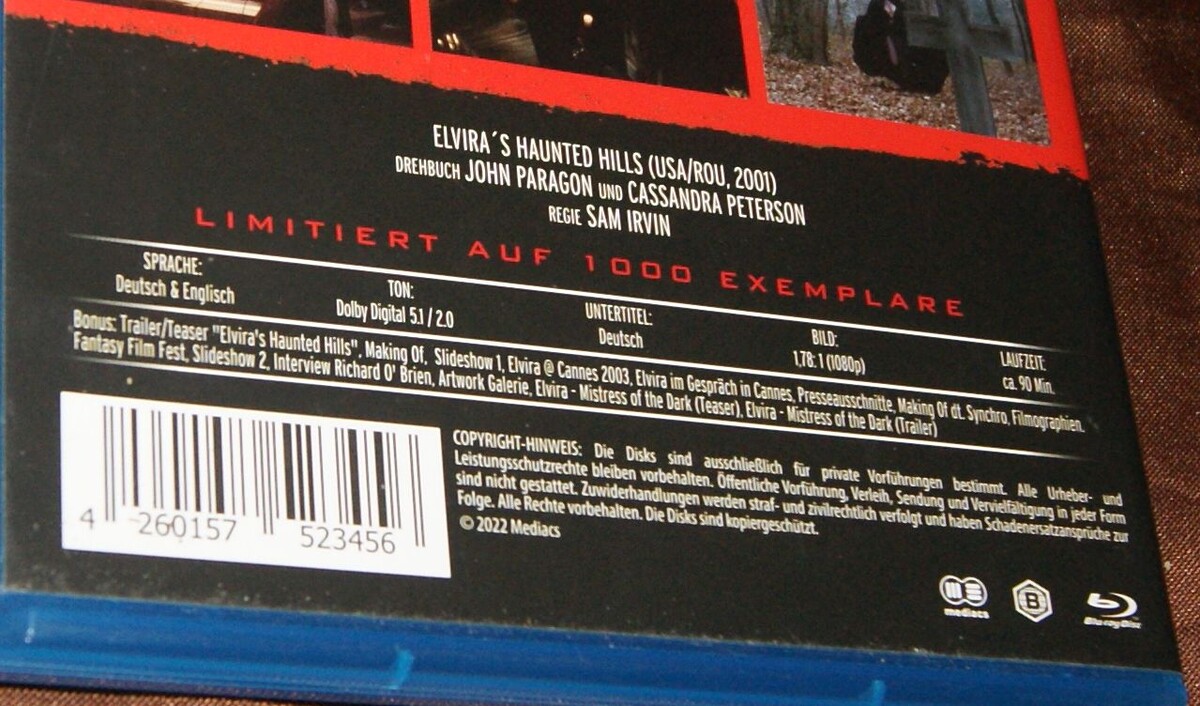 ELVIRA´S HAUNTED HILLS (USA/ROU, 2001)
DREHBUCH JOHN PARAGON UND CASSANDRA PETERSON
REGIE SAM IRVIN
LIMITIERT AUF 1000 EXEMPLARE
SPRACHE:
Deutsch & Englisch
TON:
Dolby Digital 5.1 / 2.0
UNTERTITEL:
Deutsch
BILD:
1,78: 1 (1080p)
LAUFZEIT:
ca. 90 Min.
Bonus: Trailer/Teaser "Elvira's Haunted Hills", Making Of, Slideshow 1, Elvira @ Cannes 2003, Elvira im Gespräch in Cannes, Presseausschnitte, Making Of dt. Synchro, Filmographien,
Fantasy Film Fest, Slideshow 2, Interview Richard O' Brien, Artwork Galerie, Elvira - Mistress of the Dark (Teaser), Elvira - Mistress of the Dark (Trailer)
COPYRIGHT-HINWEIS: Die Disks sind ausschließlich für private Vorführungen bestimmt. Alle Urheber- und
Leistungsschutzrechte bleiben vorbehalten. Öffentliche Vorführung, Verleih, Sendung und Vervielfältigung in jeder Form
sind nicht gestattet. Zuwiderhandlungen werden straf- und zivilrechtlich verfolgt und haben Schadenersatzansprüche zur
Folge. Alle Rechte vorbehalten. Die Disks sind kopiergeschützt.
© 2022 Mediacs
4 260157 523456
mediacs
B
Blu-ray Disc